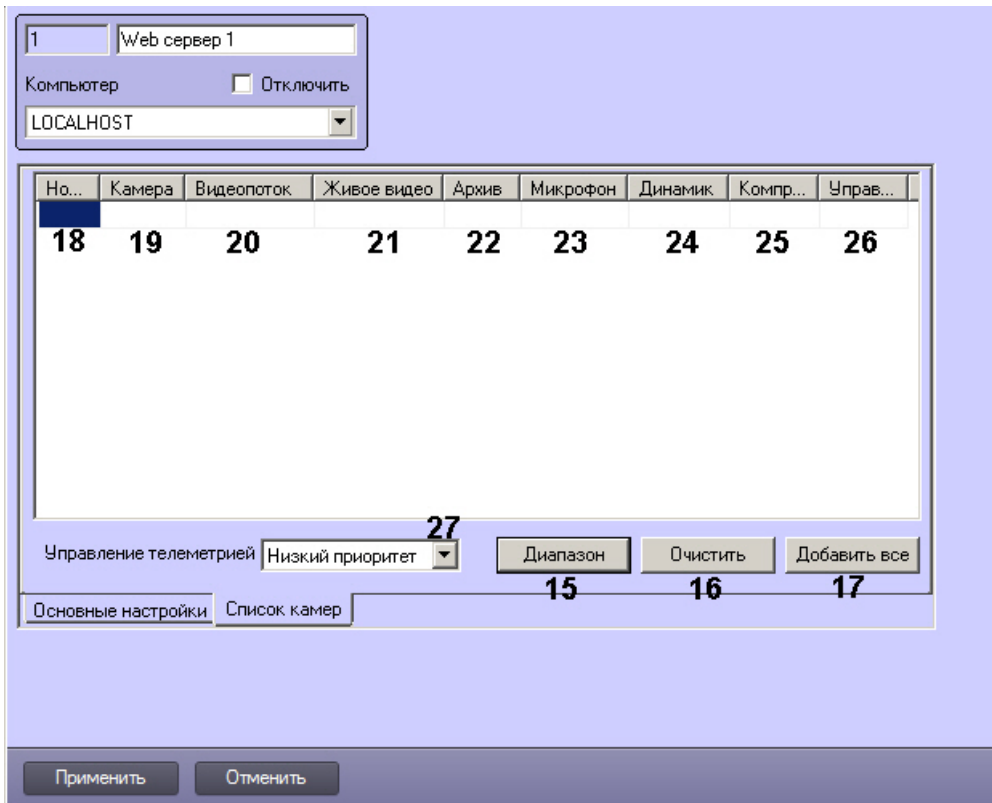 1 Web сервер 1
Компьютер Отключить
LOCALHOST
Но... Камера Видеопоток Живое видео Архив Микрофон Динамик Компр... Управ...
18 19 20 21 22 23 24 25 26
27
Управление телеметрией Низкий приоритет Диапазон Очистить Добавить все
15 16 17
Основные настройки Список камер
Применить Отменить